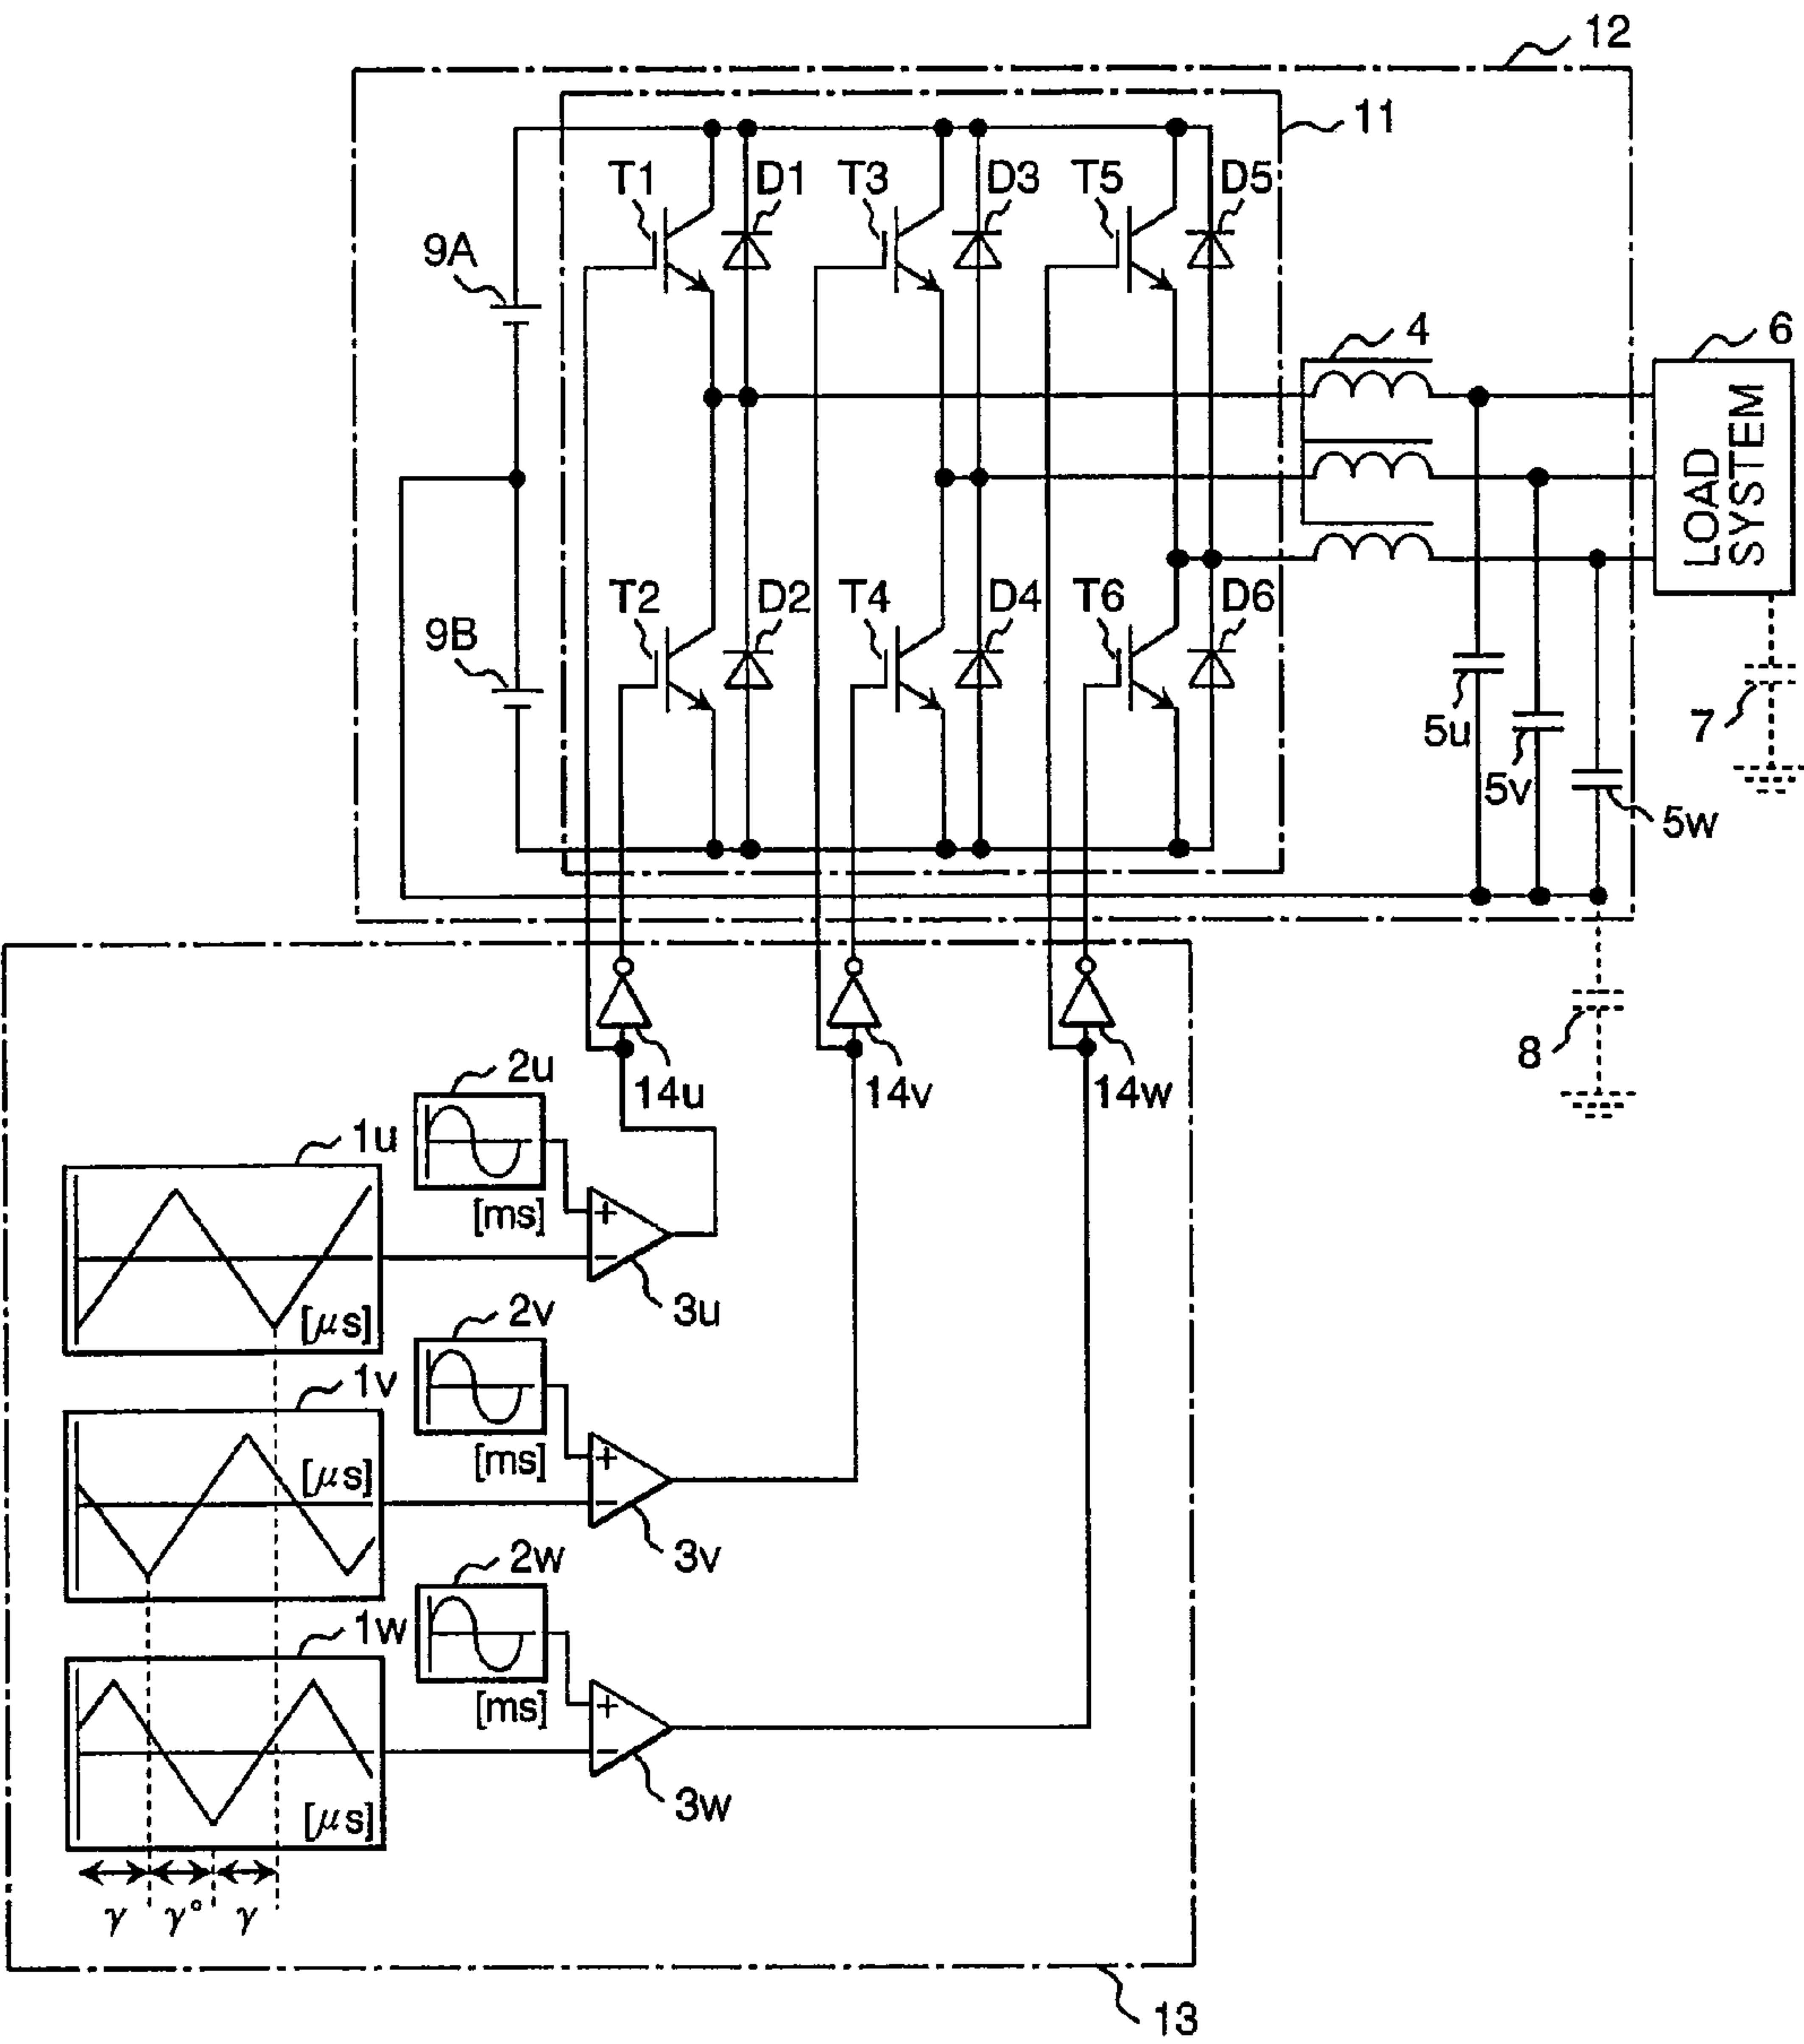 12
11
T1
D1
T3
D3
T5
D5
9A
4
6
LOAD
SYSTEM
T2
D2
T4
D4
T6
D6
9B
5u
7
5v
5w
8
14u
14v
14w
2u
[ms]
1u
[μs]
+
−
3u
2v
[ms]
1v
[μs]
+
−
3v
2w
[ms]
1w
[μs]
+
−
3w
γ γ° γ
13